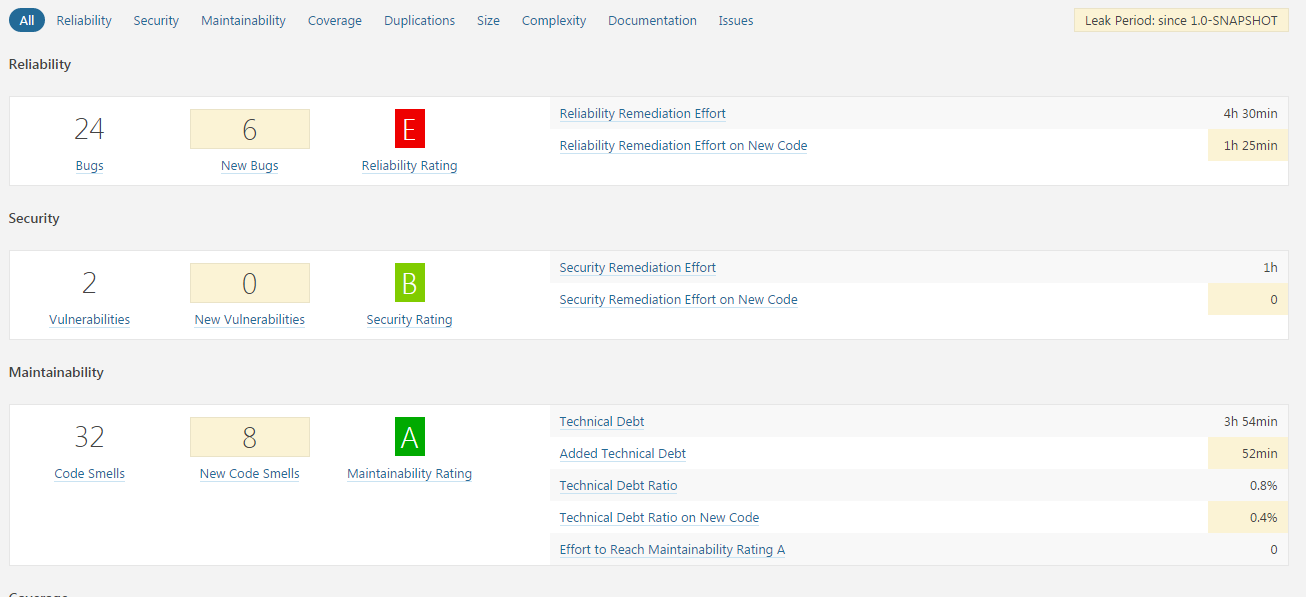 All Reliability Security Maintainability Coverage Duplications Size Complexity Documentation Issues Leak Period: since 1.0-SNAPSHOT
Reliability
24 6 E
Bugs New Bugs Reliability Rating
Reliability Remediation Effort 4h 30min
Reliability Remediation Effort on New Code 1h 25min
Security
2 0 B
Vulnerabilities New Vulnerabilities Security Rating
Security Remediation Effort 1h
Security Remediation Effort on New Code 0
Maintainability
32 8 A
Code Smells New Code Smells Maintainability Rating
Technical Debt 3h 54min
Added Technical Debt 52min
Technical Debt Ratio 0.8%
Technical Debt Ratio on New Code 0.4%
Effort to Reach Maintainability Rating A 0
Coverage